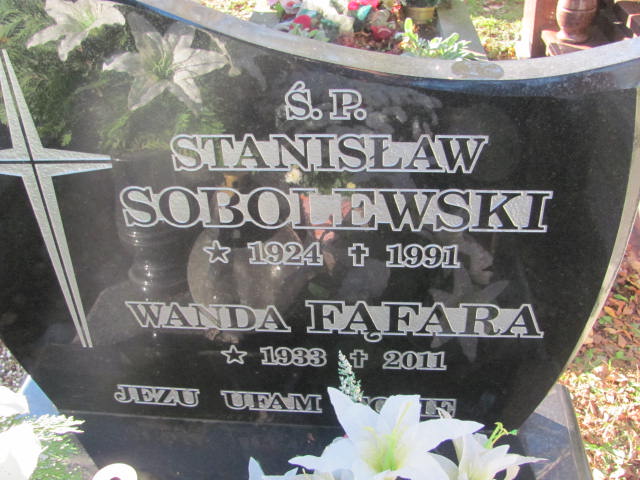 Ś. P.
STANISŁAW
SOBOLEWSKI
★ 1924 ✝ 1991
WANDA FĄFARA
★ 1933 ✝ 2011
JEZU UFAM